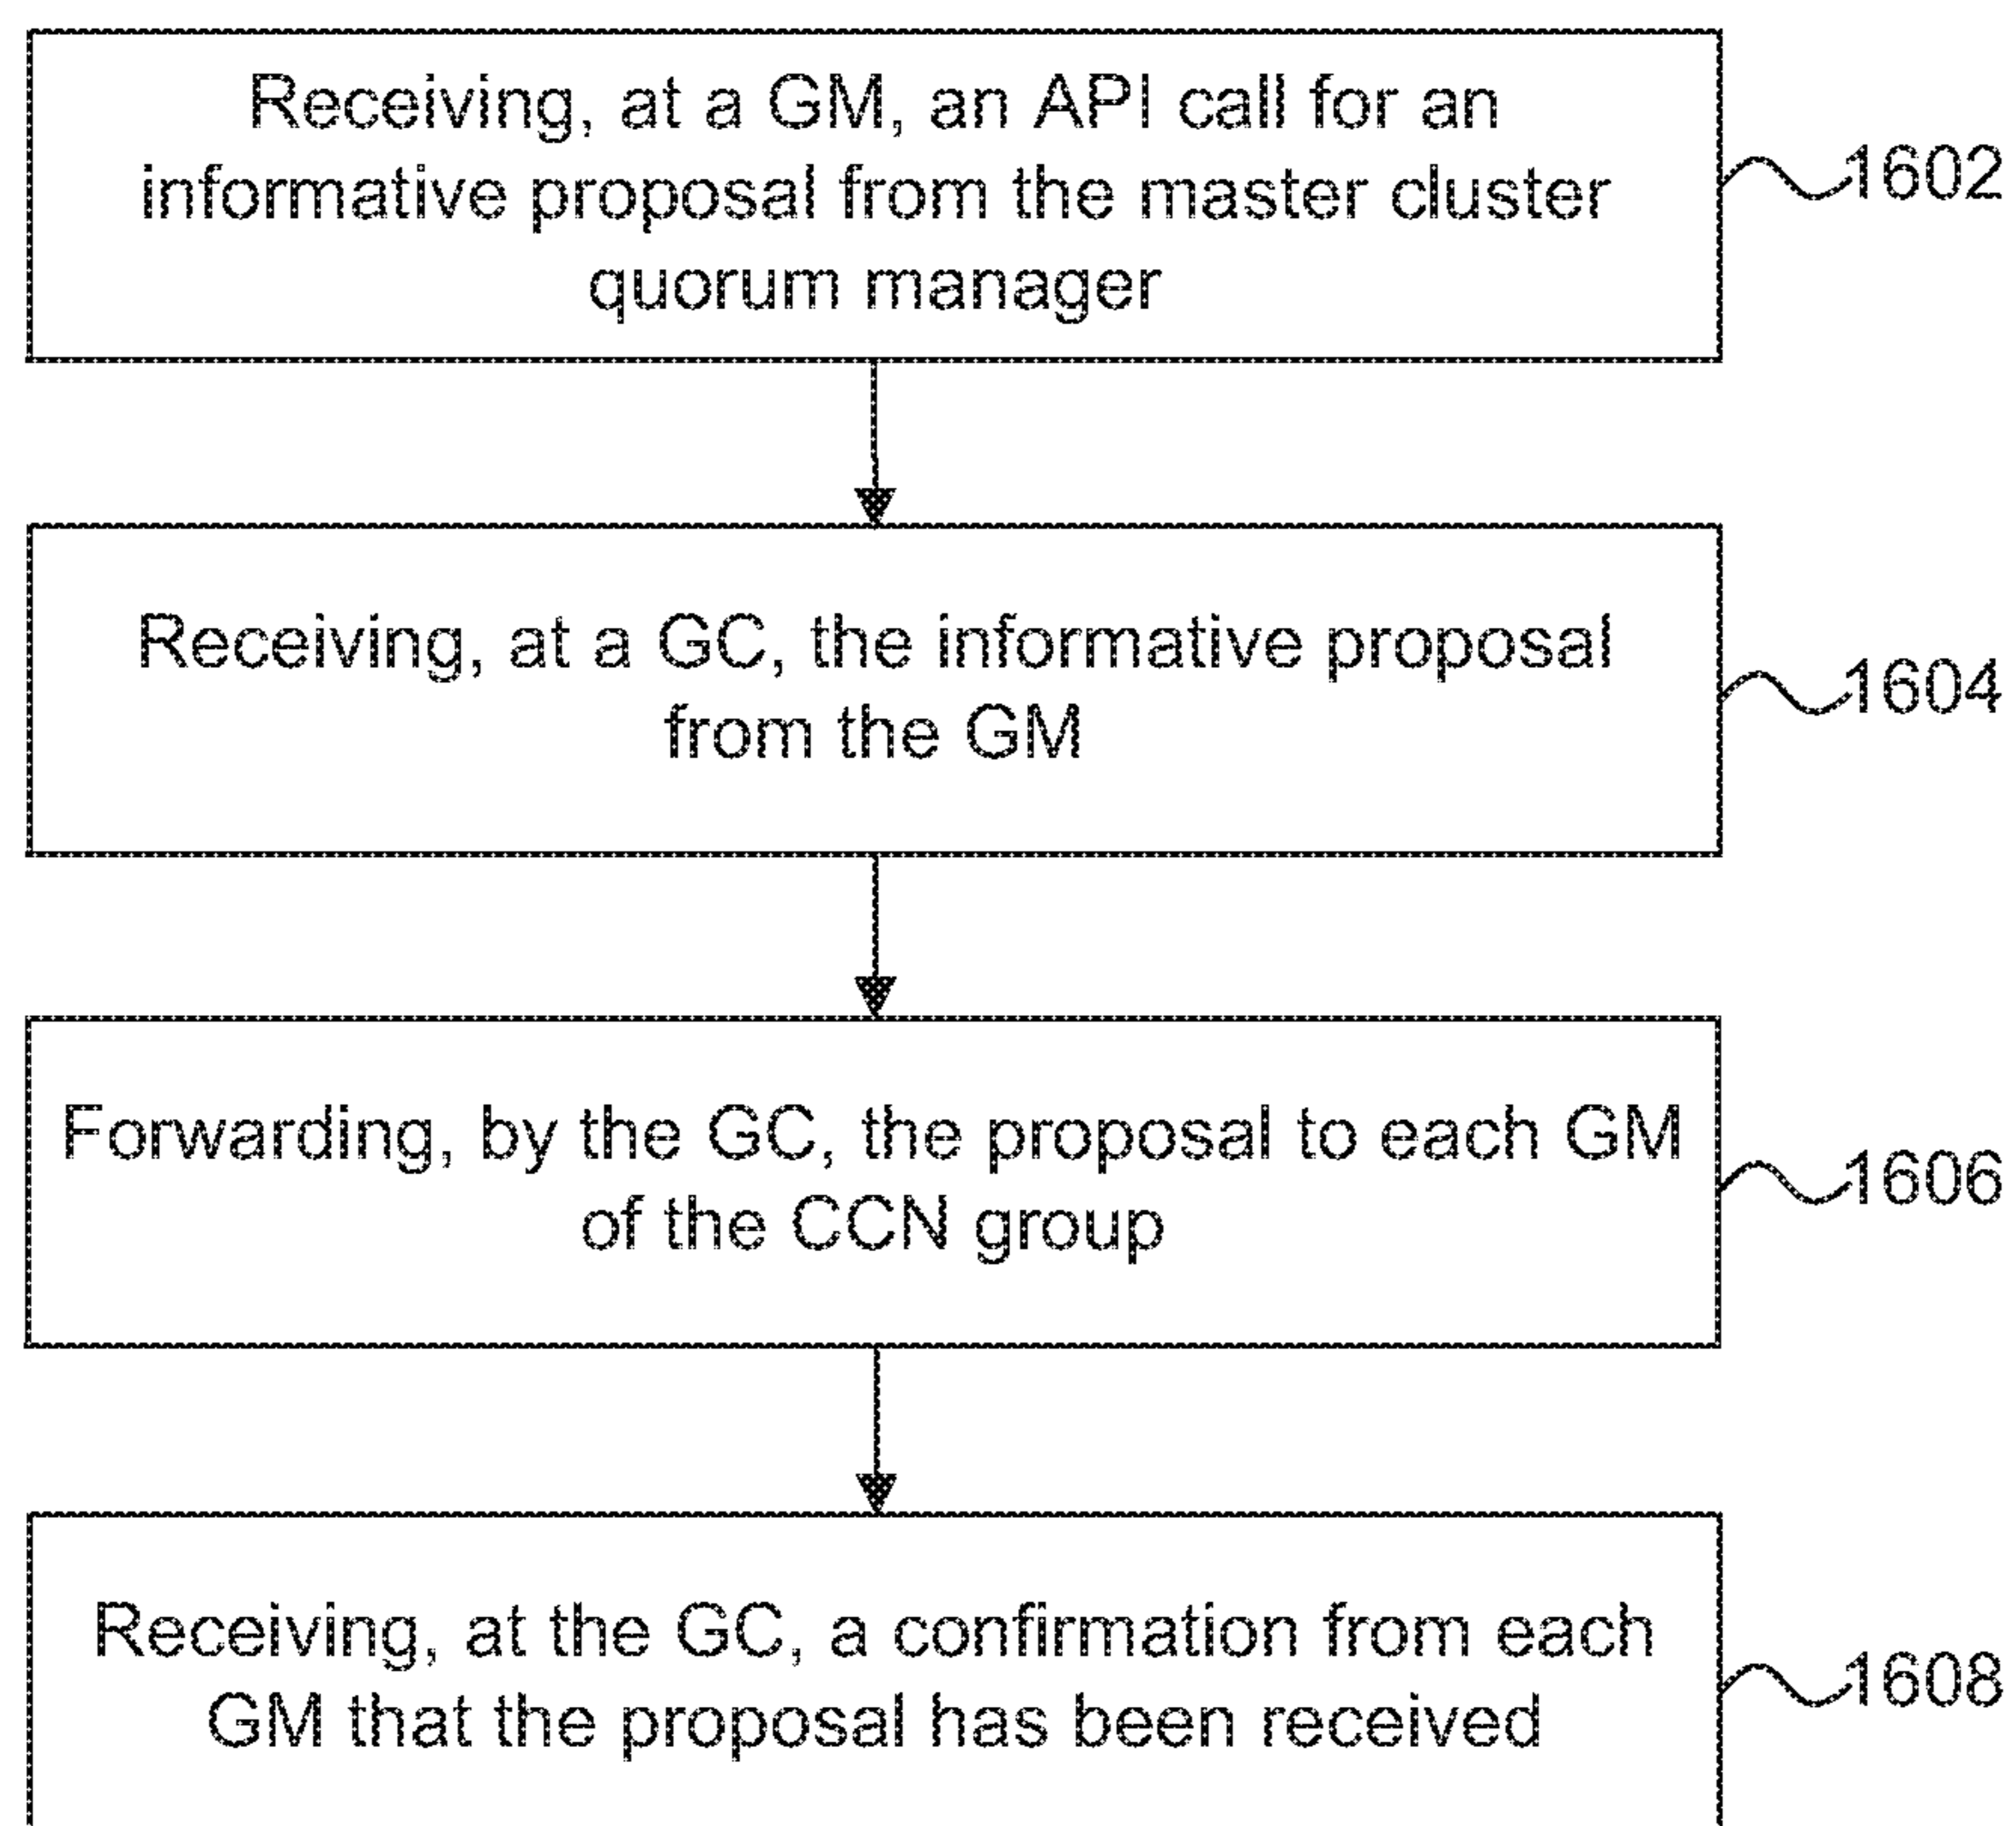 Receiving, at a GM, an API call for an
informative proposal from the master cluster
quorum manager
1602
Receiving, at a GC, the informative proposal
from the GM
1604
Forwarding, by the GC, the proposal to each GM
of the CCN group
1606
Receiving, at the GC, a confirmation from each
GM that the proposal has been received
1608